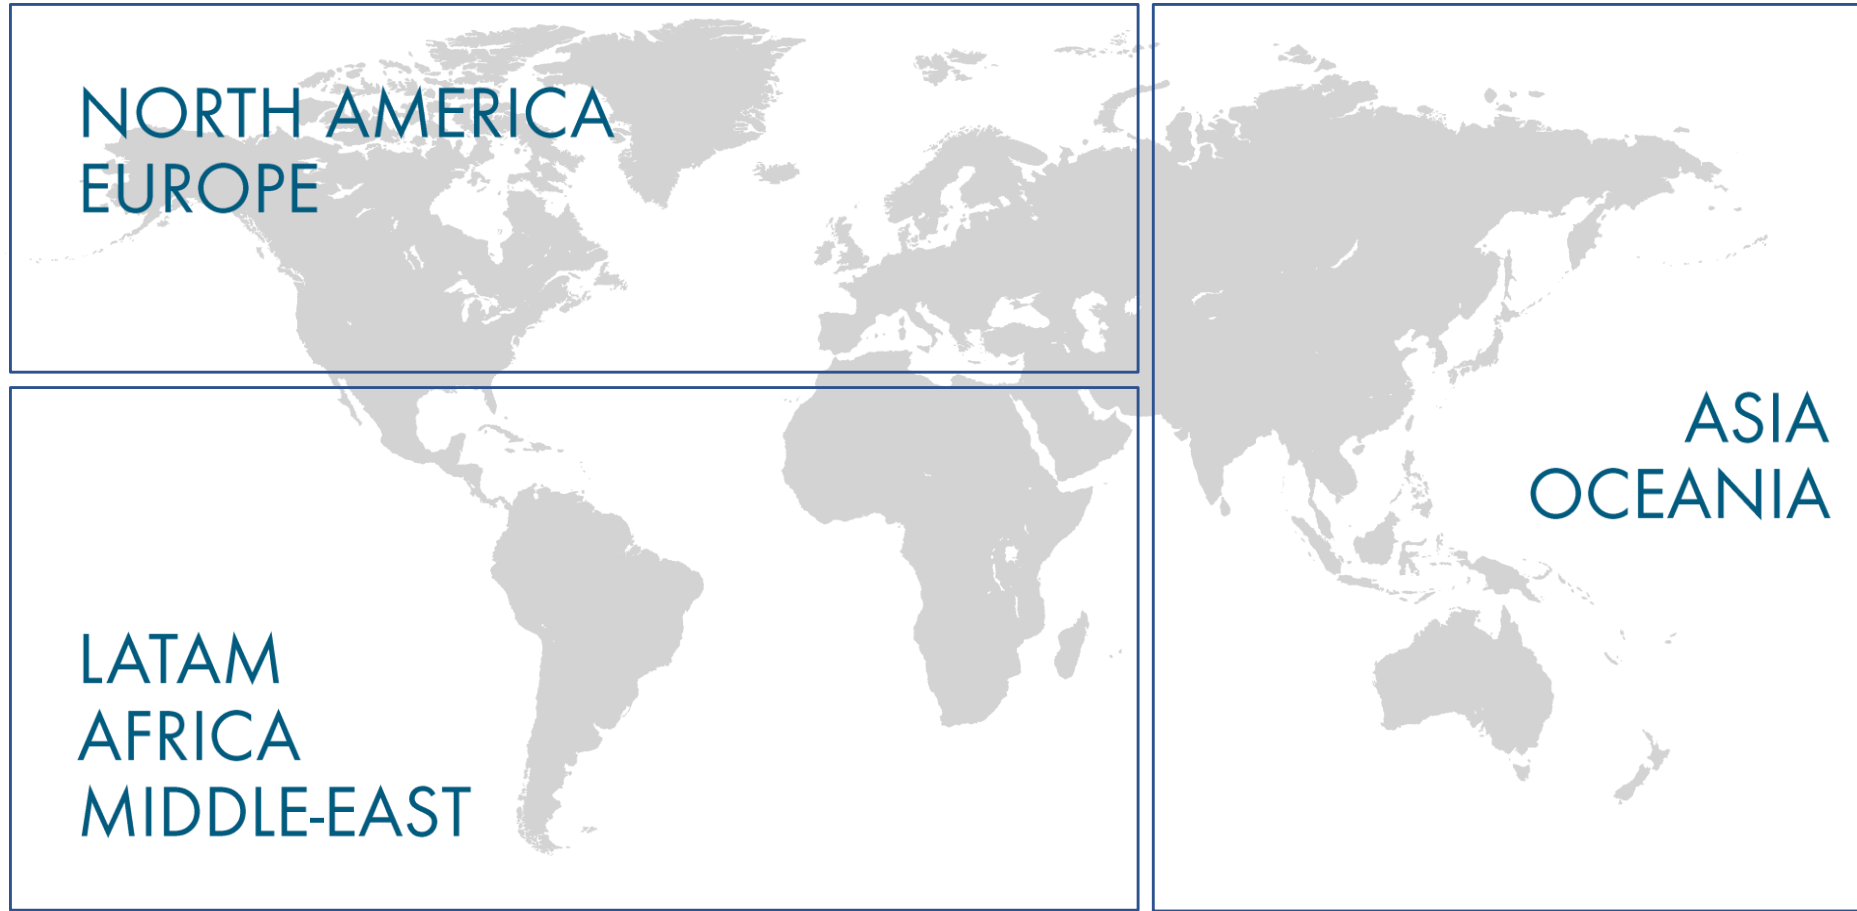 NORTH AMERICA
EUROPE
ASIA
OCEANIA
LATAM
AFRICA
MIDDLE-EAST